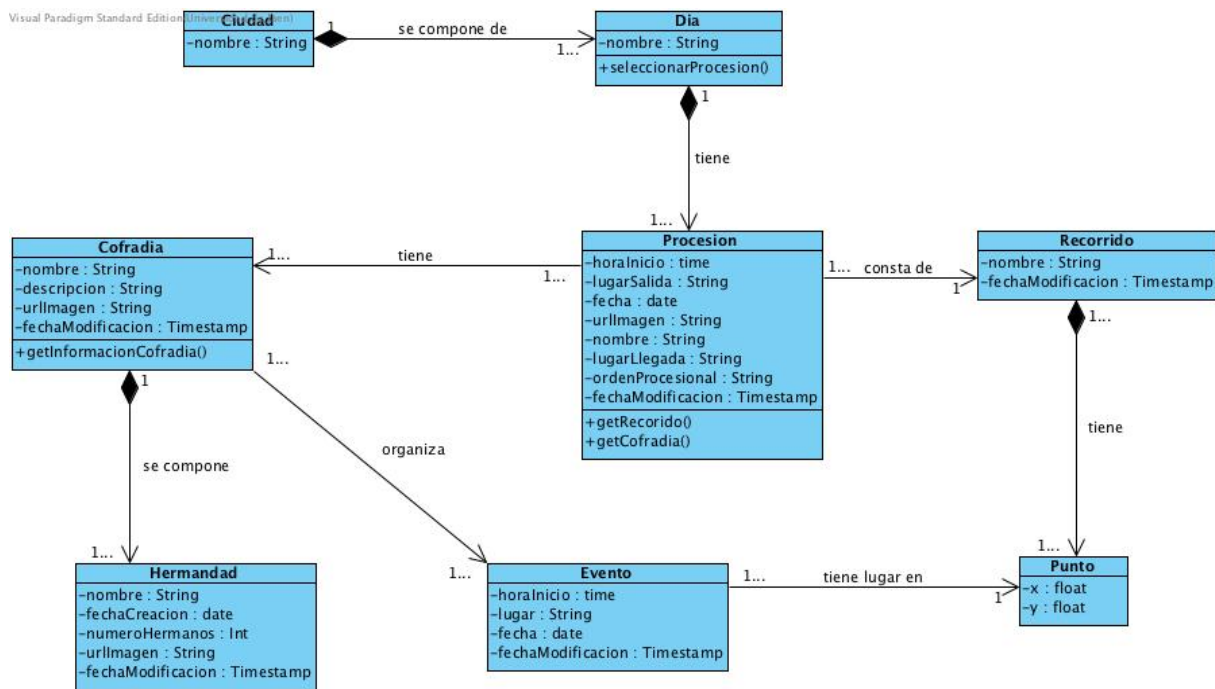 Visual Paradigm Standard Edition
Ciudad
-nombre : String
1
se compone de
1...
Dia
-nombre : String
+seleccionarProcesion()
1
tiene
1...
Cofradia
-nombre : String
-descripcion : String
-urlImagen : String
-fechaModificacion : Timestamp
+getInformacionCofradia()
1...
tiene
1...
Procesion
-horaInicio : time
-lugarSalida : String
-fecha : date
-urlImagen : String
-nombre : String
-lugarLlegada : String
-ordenProcesional : String
-fechaModificacion : Timestamp
+getRecorido()
+getCofradia()
1...
consta de
1
Recorrido
-nombre : String
-fechaModificacion : Timestamp
1...
tiene
1...
1
se compone
1...
1...
organiza
1...
Hermandad
-nombre : String
-fechaCreacion : date
-numeroHermanos : Int
-urlImagen : String
-fechaModificacion : Timestamp
Evento
-horaInicio : time
-lugar : String
-fecha : date
-fechaModificacion : Timestamp
1...
tiene lugar en
1
Punto
-x : float
-y : float